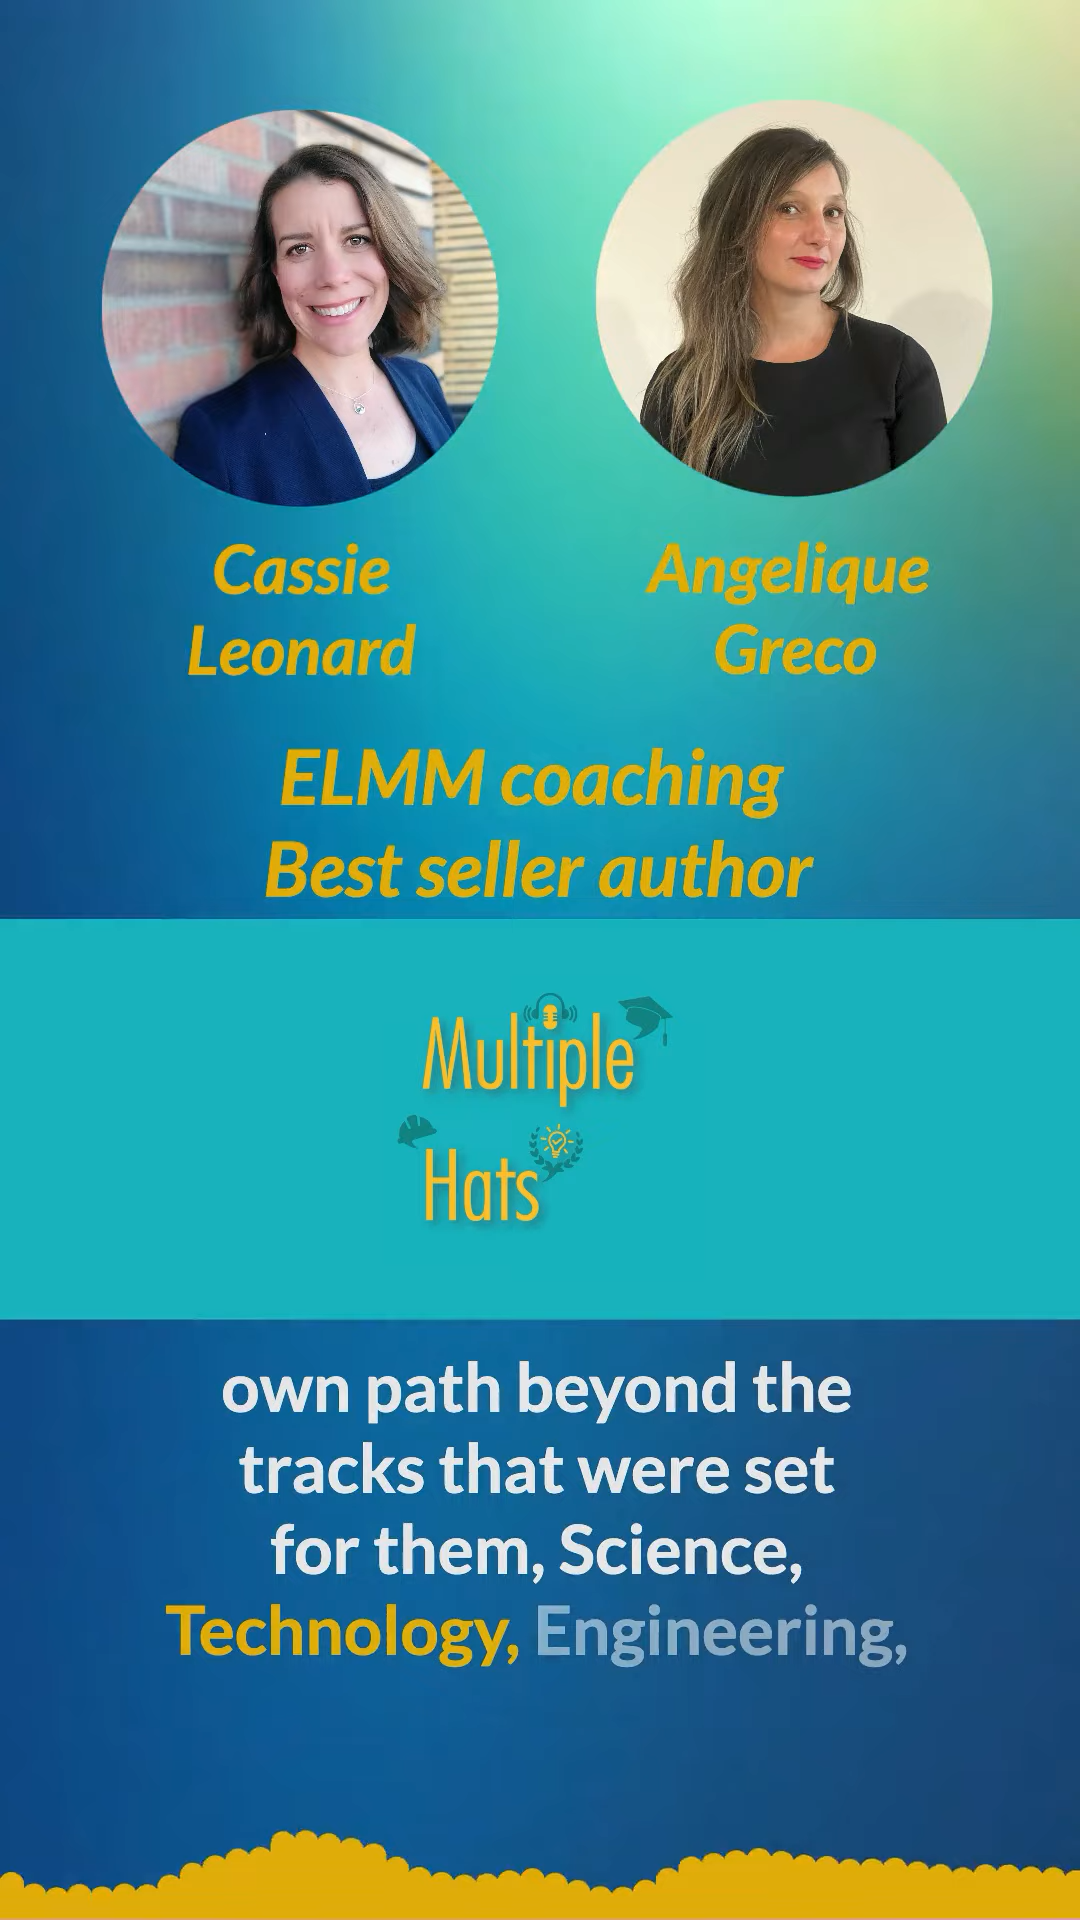 Cassie
Leonard
Angelique
Greco
ELMM coaching
Best seller author
Multiple
Hats
own path beyond the
tracks that were set
for them, Science,
Technology, Engineering,